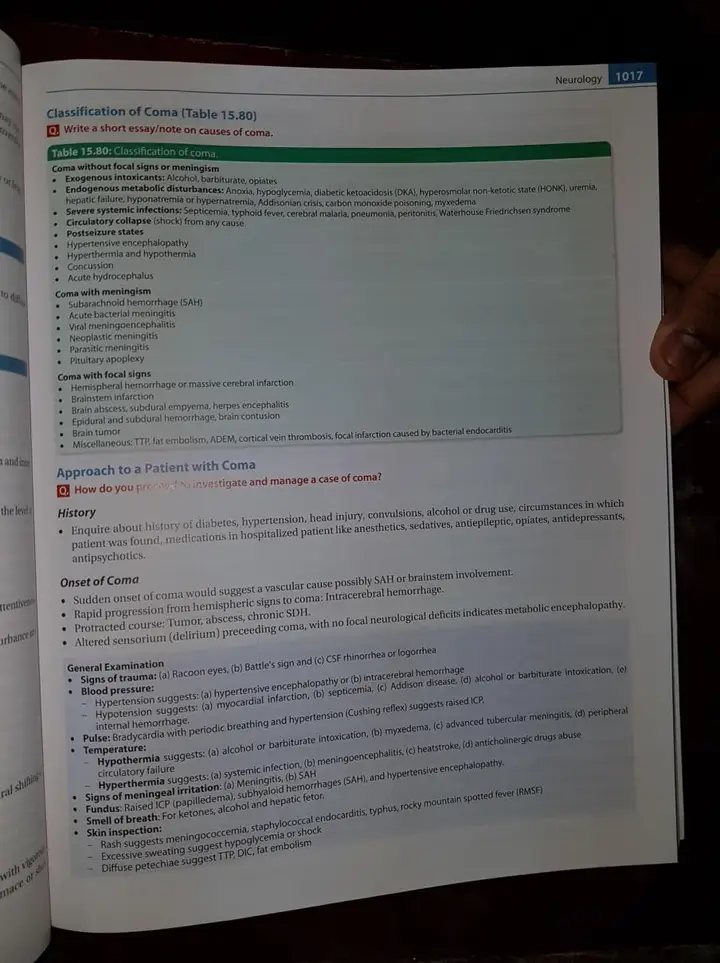 Neurology 1017
Classification of Coma (Table 15.80)
Q. Write a short essay/note on causes of coma.
Table 15.80: Classification of coma.
Coma without focal signs or meningism
• Exogenous intoxicants: Alcohol, barbiturate, opiates
• Endogenous metabolic disturbances: Anoxia, hypoglycemia, diabetic ketoacidosis (DKA), hyperosmolar non-ketotic state (HONK), uremia,
hepatic failure, hyponatremia or hypernatremia, Addisonian crisis, carbon monoxide poisoning, myxedema
• Severe systemic infections: Septicemia, typhoid fever, cerebral malaria, pneumonia, peritonitis, Waterhouse Friedrichsen syndrome
• Circulatory collapse (shock) from any cause
• Postseizure states
• Hypertensive encephalopathy
• Hyperthermia and hypothermia
• Concussion
• Acute hydrocephalus
Coma with meningism
• Subarachnoid hemorrhage (SAH)
• Acute bacterial meningitis
• Viral meningoencephalitis
• Neoplastic meningitis
• Parasitic meningitis
• Pituitary apoplexy
Coma with focal signs
• Hemispheral hemorrhage or massive cerebral infarction
• Brainstem infarction
• Brain abscess, subdural empyema, herpes encephalitis
• Epidural and subdural hemorrhage, brain contusion
• Brain tumor
• Miscellaneous: TTP, fat embolism, ADEM, cortical vein thrombosis, focal infarction caused by bacterial endocarditis
Approach to a Patient with Coma
Q. How do you investigate and manage a case of coma?
History
• Enquire about history of diabetes, hypertension, head injury, convulsions, alcohol or drug use, circumstances in which
patient was found, medications in hospitalized patient like anesthetics, sedatives, antiepileptic, opiates, antidepressants,
antipsychotics.
Onset of Coma
• Sudden onset of coma would suggest a vascular cause possibly SAH or brainstem involvement.
• Rapid progression from hemispheric signs to coma: Intracerebral hemorrhage.
• Protracted course: Tumor, abscess, chronic SDH.
• Altered sensorium (delirium) preceeding coma, with no focal neurological deficits indicates metabolic encephalopathy.
General Examination
• Signs of trauma: (a) Racoon eyes, (b) Battle's sign and (c) CSF rhinorrhea or logorrhea
• Blood pressure:
– Hypertension suggests: (a) hypertensive encephalopathy or (b) intracerebral hemorrhage
– Hypotension suggests: (a) myocardial infarction, (b) septicemia, (c) Addison disease, (d) alcohol or barbiturate intoxication, (e)
internal hemorrhage.
• Pulse: Bradycardia with periodic breathing and hypertension (Cushing reflex) suggests raised ICP.
• Temperature:
– Hypothermia suggests: (a) alcohol or barbiturate intoxication, (b) myxedema, (c) advanced tubercular meningitis, (d) peripheral
circulatory failure
– Hyperthermia suggests: (a) systemic infection, (b) meningoencephalitis, (c) heatstroke, (d) anticholinergic drugs abuse
• Signs of meningeal irritation: (a) Meningitis, (b) SAH
• Fundus: Raised ICP (papilledema), subhyaloid hemorrhages (SAH), and hypertensive encephalopathy.
• Smell of breath: For ketones, alcohol and hepatic fetor.
• Skin inspection:
– Rash suggests meningococcemia, staphylococcal endocarditis, typhus, rocky mountain spotted fever (RMSF)
– Excessive sweating suggest hypoglycemia or shock
– Diffuse petechiae suggest TTP, DIC, fat embolism